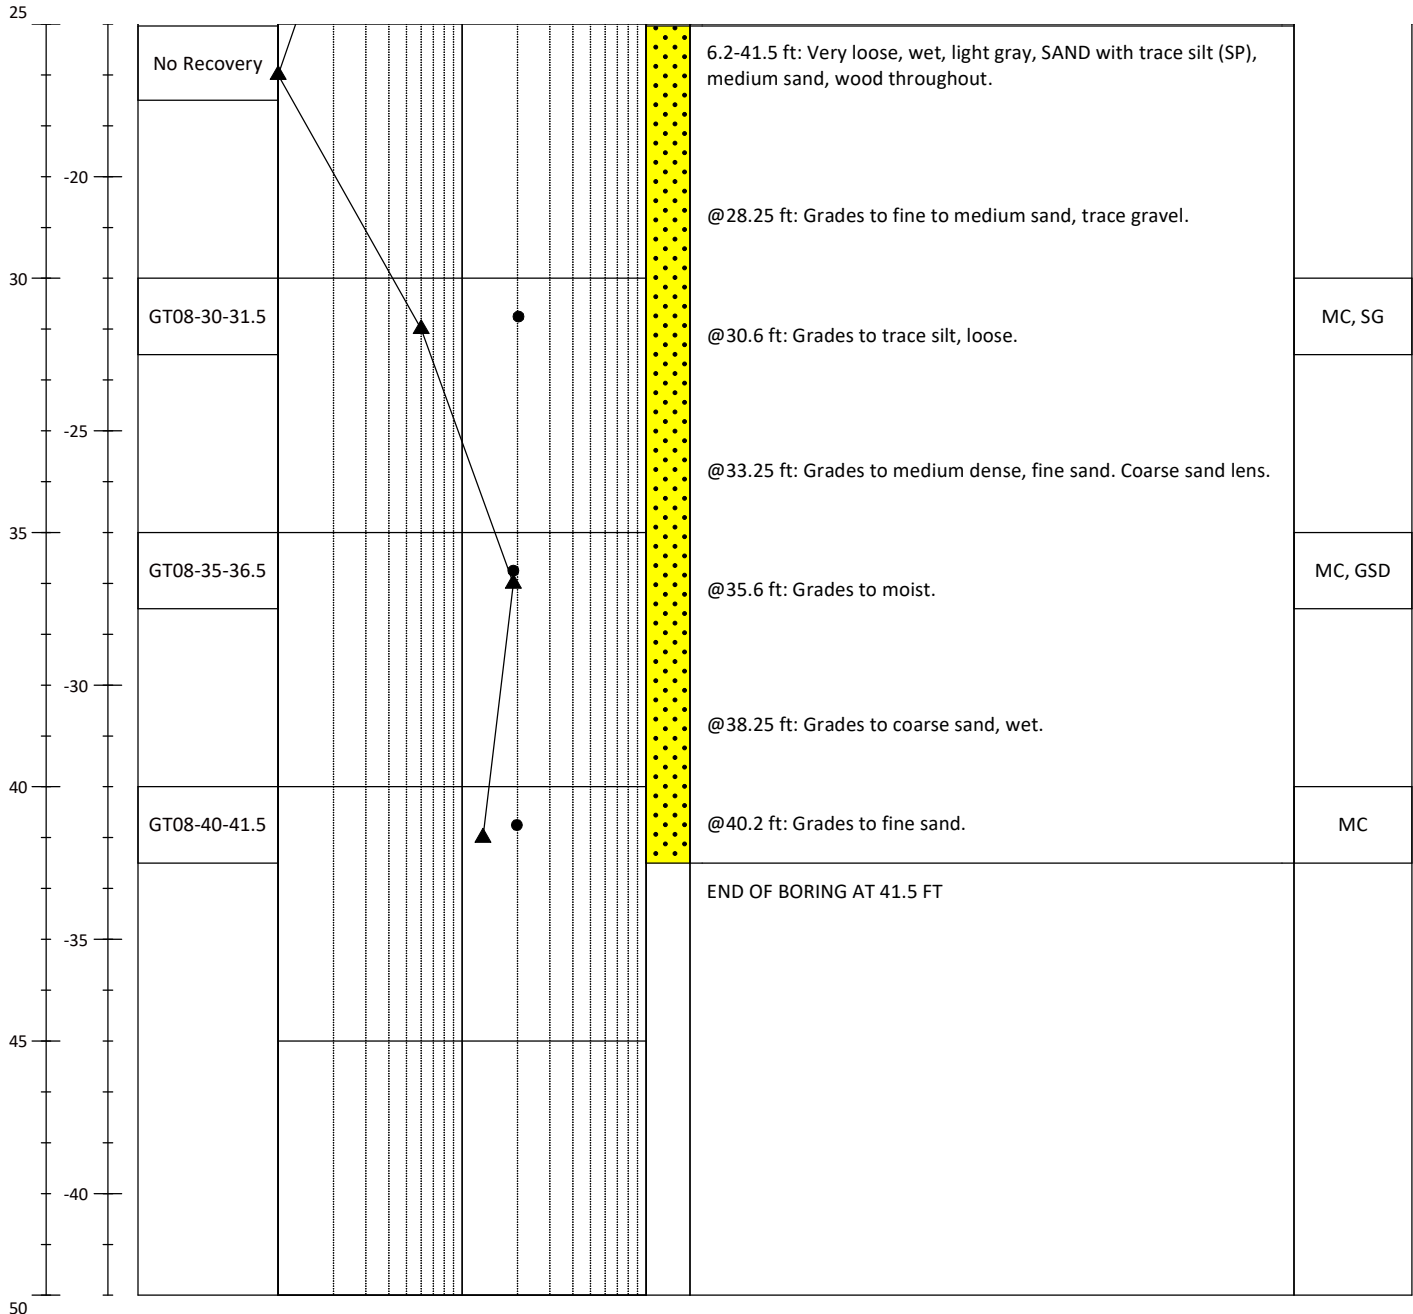 25
No Recovery
6.2-41.5 ft: Very loose, wet, light gray, SAND with trace silt (SP),
medium sand, wood throughout.
-20
@28.25 ft: Grades to fine to medium sand, trace gravel.
30
GT08-30-31.5
MC, SG
@30.6 ft: Grades to trace silt, loose.
-25
@33.25 ft: Grades to medium dense, fine sand. Coarse sand lens.
35
GT08-35-36.5
MC, GSD
@35.6 ft: Grades to moist.
-30
@38.25 ft: Grades to coarse sand, wet.
40
GT08-40-41.5
@40.2 ft: Grades to fine sand.
MC
END OF BORING AT 41.5 FT
-35
45
-40
50